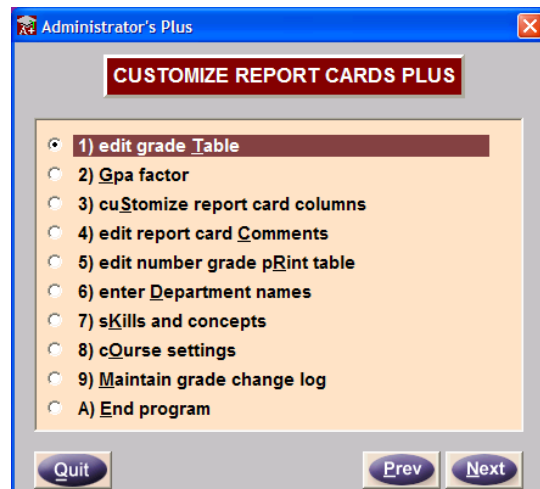 Administrator's Plus
CUSTOMIZE REPORT CARDS PLUS
1) edit grade Table
2) Gpa factor
3) cuStomize report card columns
4) edit report card Comments
5) edit number grade pRint table
6) enter Department names
7) sKills and concepts
8) cOurse settings
9) Maintain grade change log
A) End program
Quit Prev Next